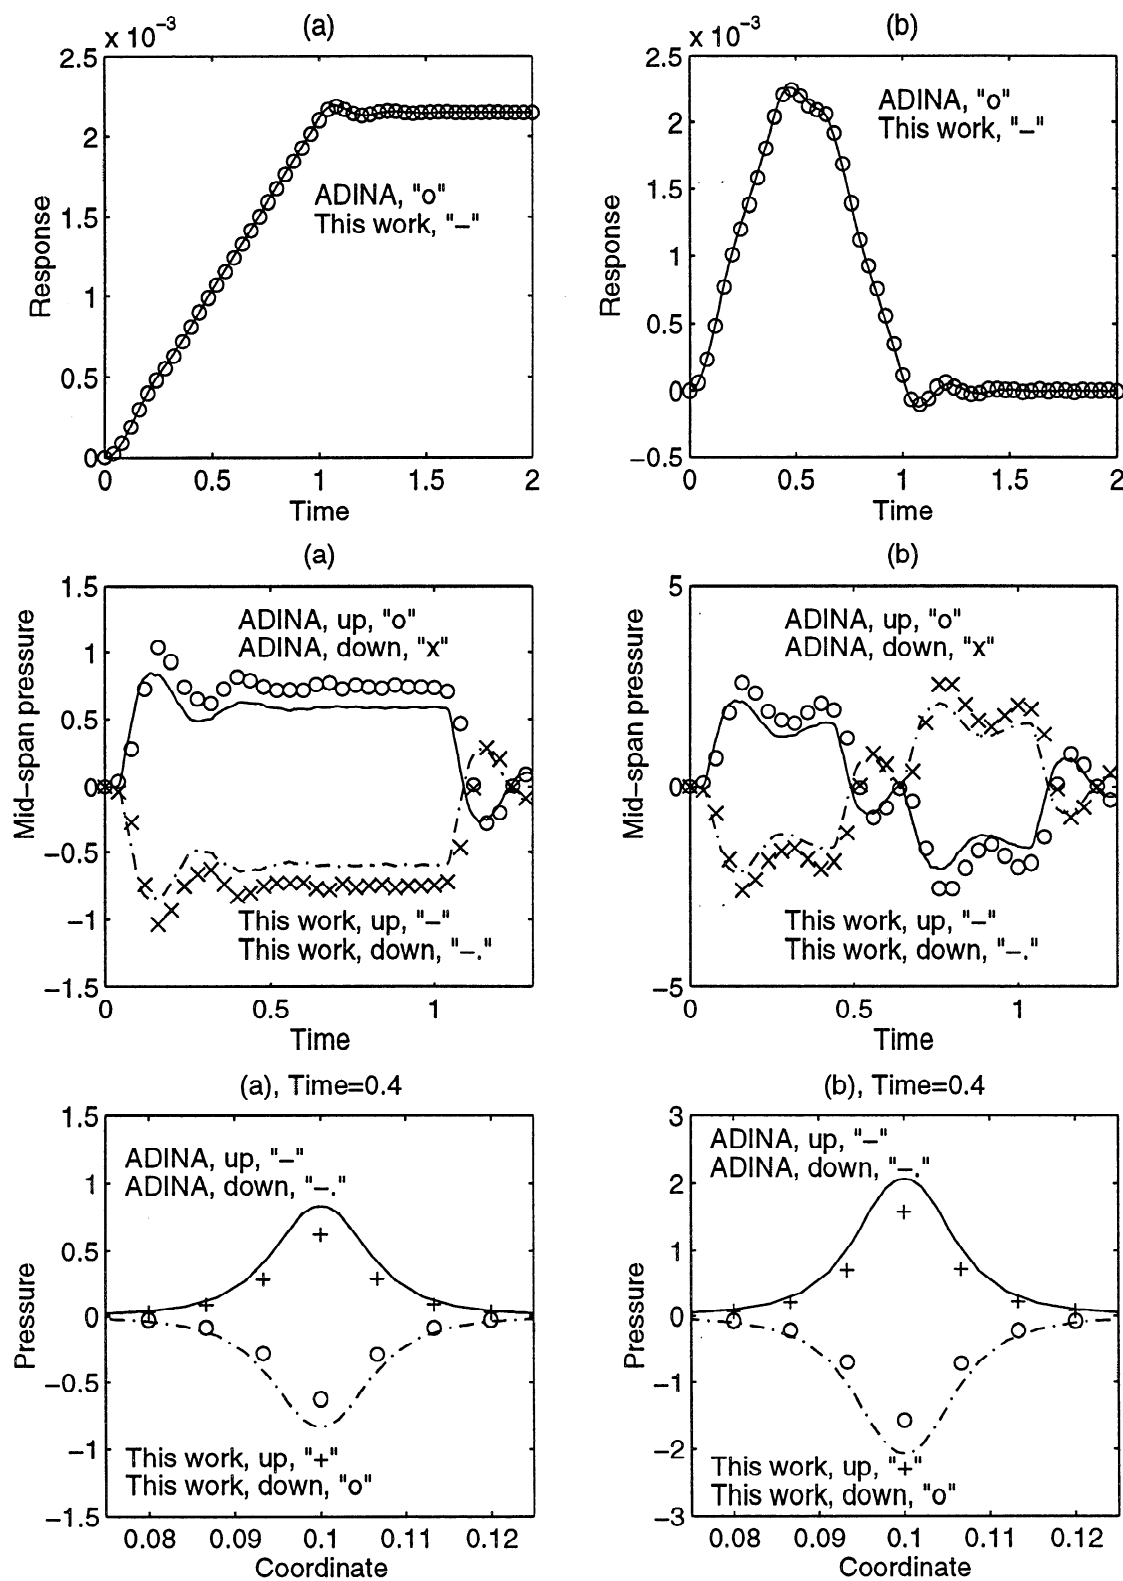 (a)
x 10⁻³
2.5
2
1.5
1
0.5
0
Response
ADINA, "o"
This work, "–"
0 0.5 1 1.5 2
Time
(b)
x 10⁻³
2.5
2
1.5
1
0.5
0
−0.5
Response
ADINA, "o"
This work, "–"
0 0.5 1 1.5 2
Time
(a)
1.5
1
0.5
0
−0.5
−1
−1.5
Mid−span pressure
ADINA, up, "o"
ADINA, down, "x"
This work, up, "–"
This work, down, "–."
0 0.5 1
Time
(b)
5
0
−5
Mid−span pressure
ADINA, up, "o"
ADINA, down, "x"
This work, up, "–"
This work, down, "–."
0 0.5 1
Time
(a), Time=0.4
1.5
1
0.5
0
−0.5
−1
−1.5
Pressure
ADINA, up, "–"
ADINA, down, "–."
This work, up, "+"
This work, down, "o"
0.08 0.09 0.1 0.11 0.12
Coordinate
(b), Time=0.4
3
2
1
0
−1
−2
−3
Pressure
ADINA, up, "–"
ADINA, down, "–."
This work, up, "+"
This work, down, "o"
0.08 0.09 0.1 0.11 0.12
Coordinate